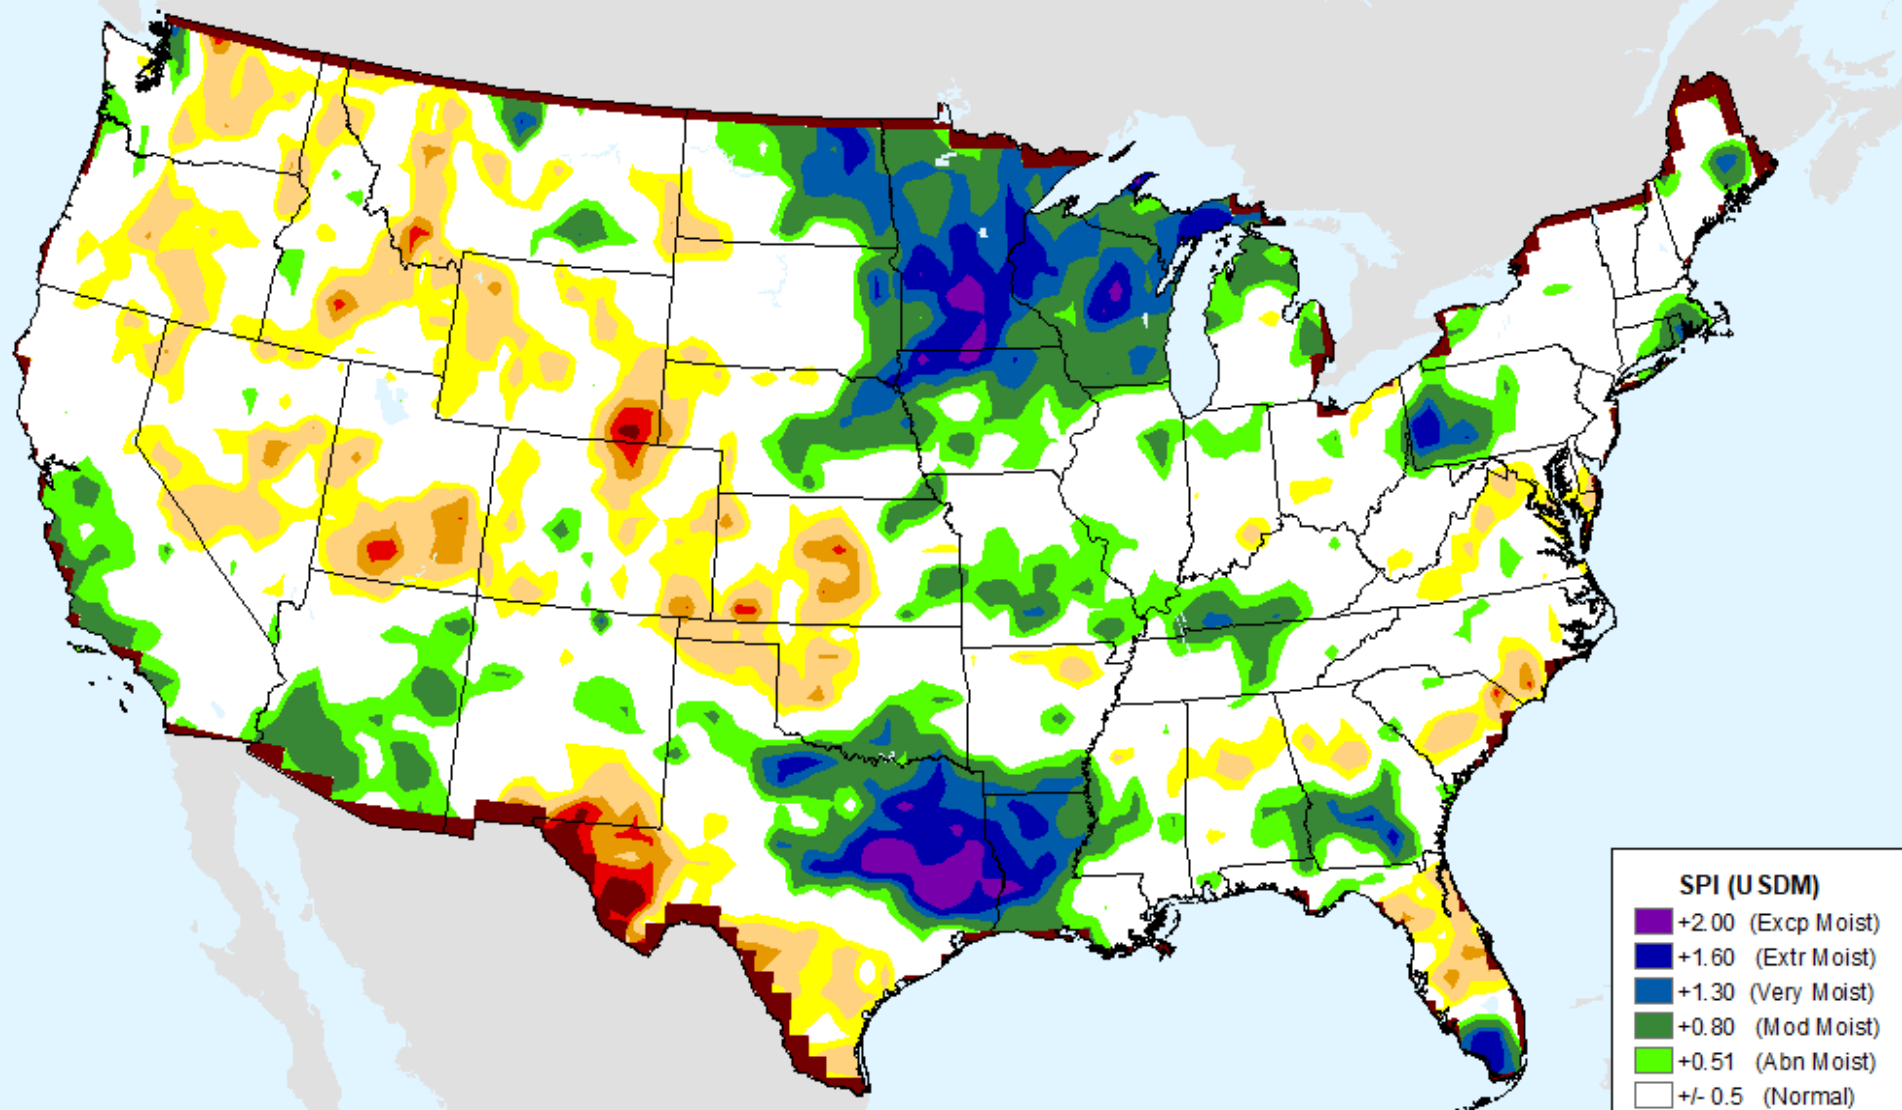 SPI (USDM)
+2.00 (Excp Moist)
+1.60 (Extr Moist)
+1.30 (Very Moist)
+0.80 (Mod Moist)
+0.51 (Abn Moist)
+/- 0.5 (Normal)